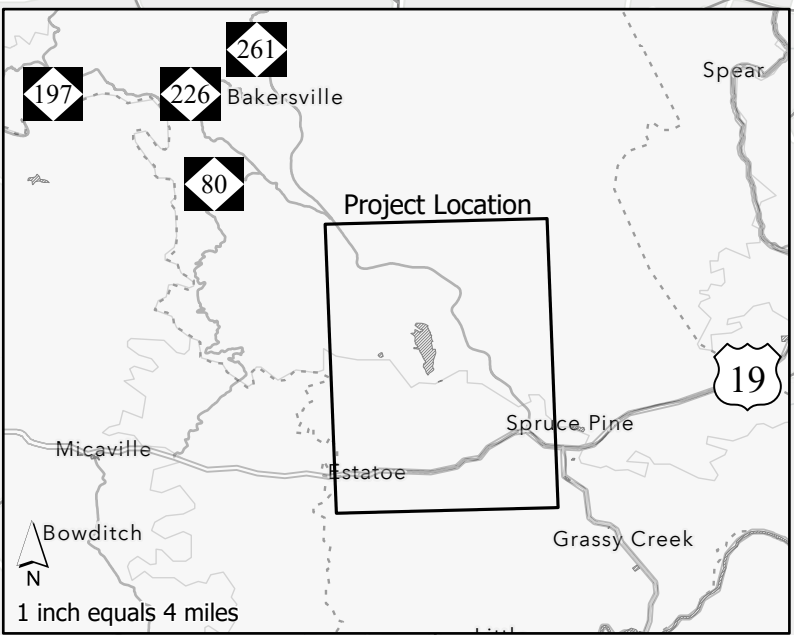 261
Spear
197
226
Bakersville
80
Project Location
19
Spruce Pine
Micaville
Estatoe
Bowditch
Grassy Creek
N
1 inch equals 4 miles